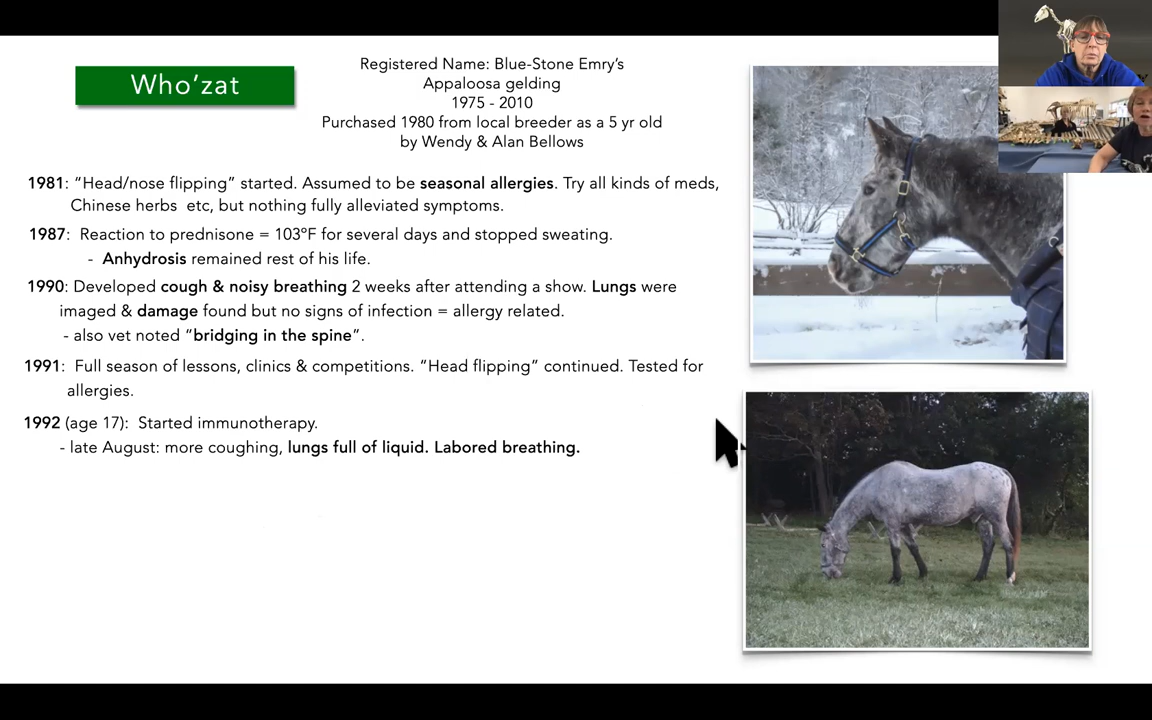 Who'zat
Registered Name: Blue-Stone Emry's
Appaloosa gelding
1975 - 2010
Purchased 1980 from local breeder as a 5 yr old
by Wendy & Alan Bellows
1981: “Head/nose flipping” started. Assumed to be seasonal allergies. Try all kinds of meds,
Chinese herbs  etc, but nothing fully alleviated symptoms.
1987:  Reaction to prednisone = 103ºF for several days and stopped sweating.
-  Anhydrosis remained rest of his life.
1990: Developed cough & noisy breathing 2 weeks after attending a show. Lungs were
imaged & damage found but no signs of infection = allergy related.
- also vet noted “bridging in the spine”.
1991:  Full season of lessons, clinics & competitions. “Head flipping” continued. Tested for
allergies.
1992 (age 17):  Started immunotherapy.
- late August: more coughing, lungs full of liquid. Labored breathing.